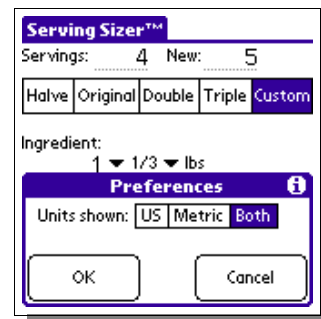 Serving Sizer™
Servings: 4 New: 5
Halve Original Double Triple Custom
Ingredient:
1 1/3 lbs
Preferences i
Units shown: US Metric Both
OK Cancel